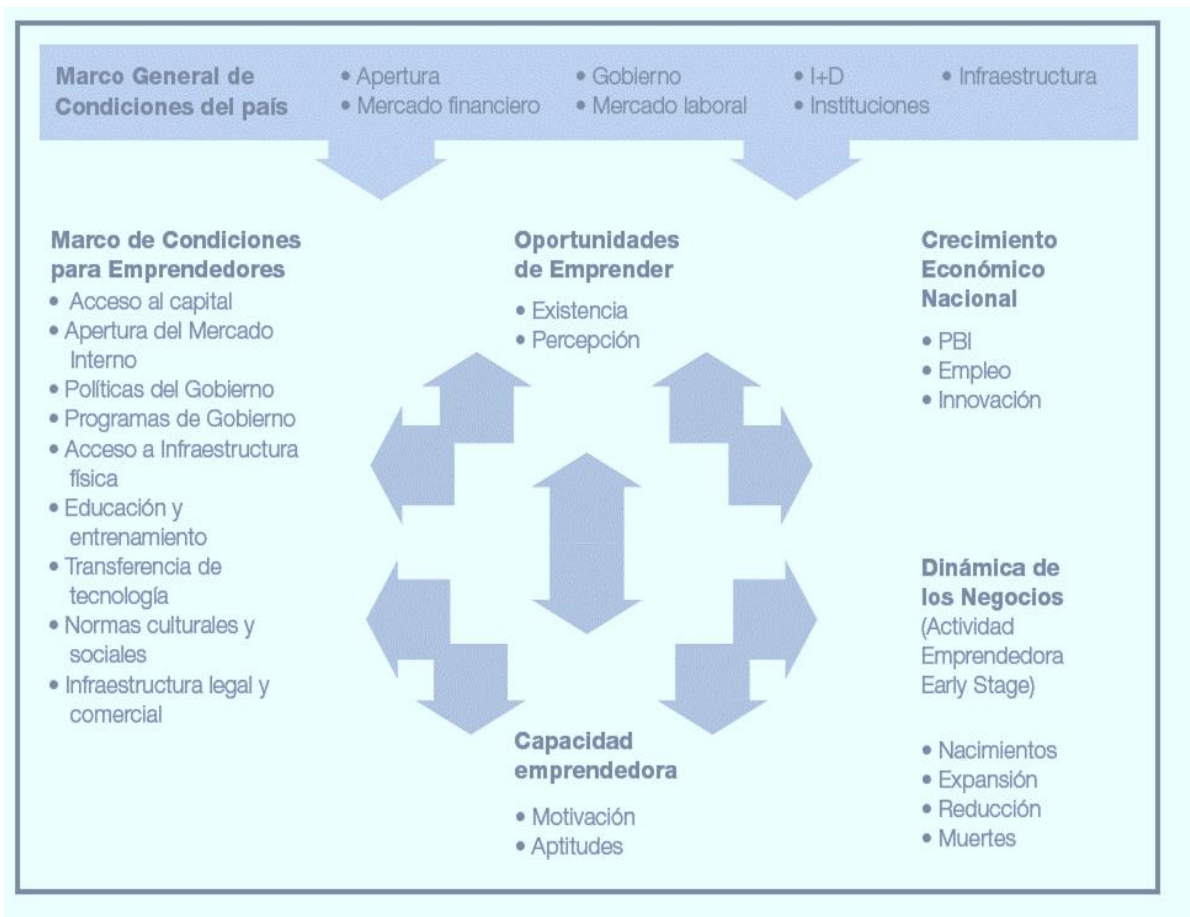 Marco General de
Condiciones del país
• Apertura
• Mercado financiero
• Gobierno
• Mercado laboral
• I+D
• Instituciones
• Infraestructura
Marco de Condiciones
para Emprendedores
• Acceso al capital
• Apertura del Mercado
Interno
• Políticas del Gobierno
• Programas de Gobierno
• Acceso a Infraestructura
física
• Educación y
entrenamiento
• Transferencia de
tecnología
• Normas culturales y
sociales
• Infraestructura legal y
comercial
Oportunidades
de Emprender
• Existencia
• Percepción
Capacidad
emprendedora
• Motivación
• Aptitudes
Crecimiento
Económico
Nacional
• PBI
• Empleo
• Innovación
Dinámica de
los Negocios
(Actividad
Emprendedora
Early Stage)
• Nacimientos
• Expansión
• Reducción
• Muertes